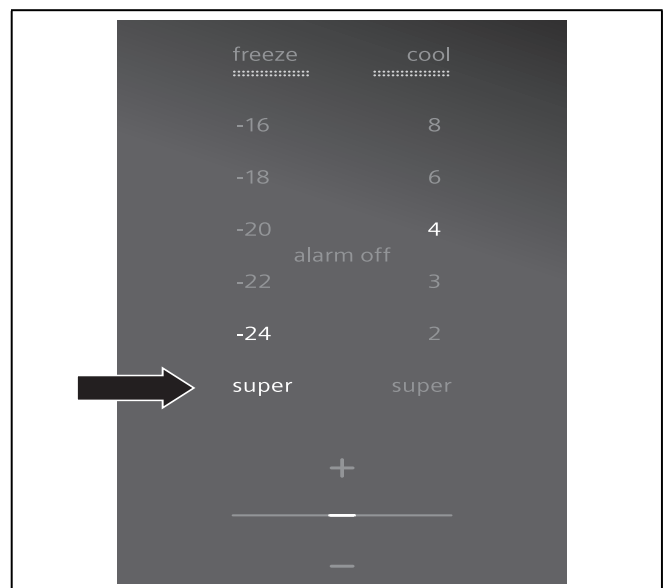 freeze cool
-16 8
-18 6
-20 4
alarm off
-22 3
-24 2
super super
+
−